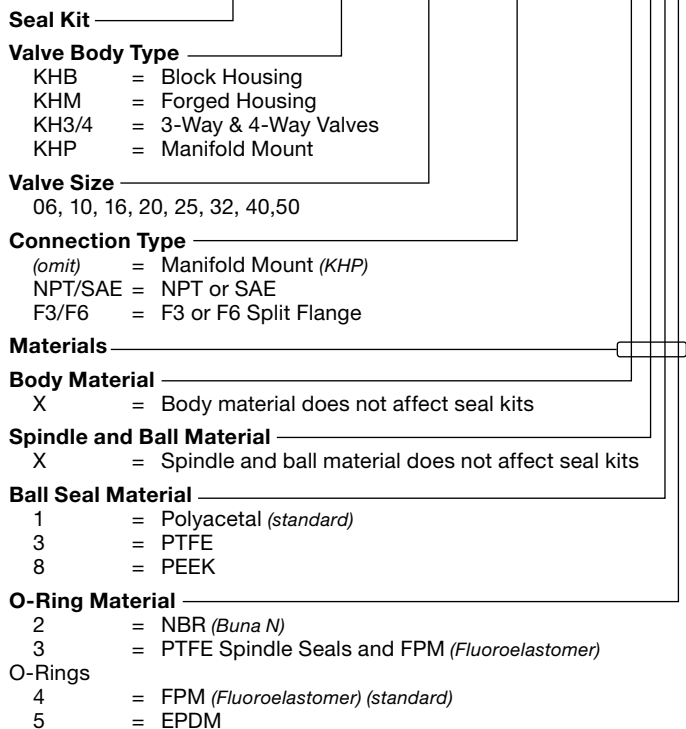 Seal Kit
Valve Body Type
KHB = Block Housing
KHM = Forged Housing
KH3/4 = 3-Way & 4-Way Valves
KHP = Manifold Mount
Valve Size
06, 10, 16, 20, 25, 32, 40,50
Connection Type
(omit) = Manifold Mount (KHP)
NPT/SAE = NPT or SAE
F3/F6 = F3 or F6 Split Flange
Materials
Body Material
X = Body material does not affect seal kits
Spindle and Ball Material
X = Spindle and ball material does not affect seal kits
Ball Seal Material
1 = Polyacetal (standard)
3 = PTFE
8 = PEEK
O-Ring Material
2 = NBR (Buna N)
3 = PTFE Spindle Seals and FPM (Fluoroelastomer)
O-Rings
4 = FPM (Fluoroelastomer) (standard)
5 = EPDM